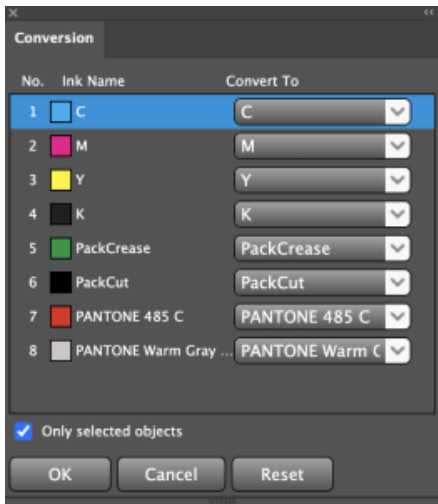 Conversion
No. Ink Name Convert To
1 C C
2 M M
3 Y Y
4 K K
5 PackCrease PackCrease
6 PackCut PackCut
7 PANTONE 485 C PANTONE 485 C
8 PANTONE Warm Gray ... PANTONE Warm C
Only selected objects
OK Cancel Reset